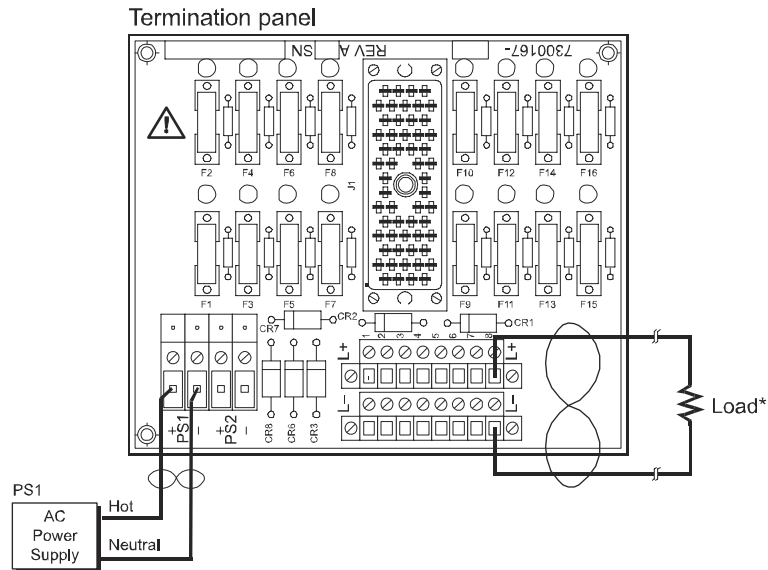 Termination panel
SN REV A 7300167-
F2 F4 F6 F8 J1 F10 F12 F14 F16
F1 F3 F5 F7 F9 F11 F13 F15
CR7 CR2 CR1
1 2 3 4 5 6 7 8
L+ L+
L- L-
CR8 CR6 CR3
+ - + -
PS1 PS2
Load*
PS1
AC
Power
Supply
Hot
Neutral